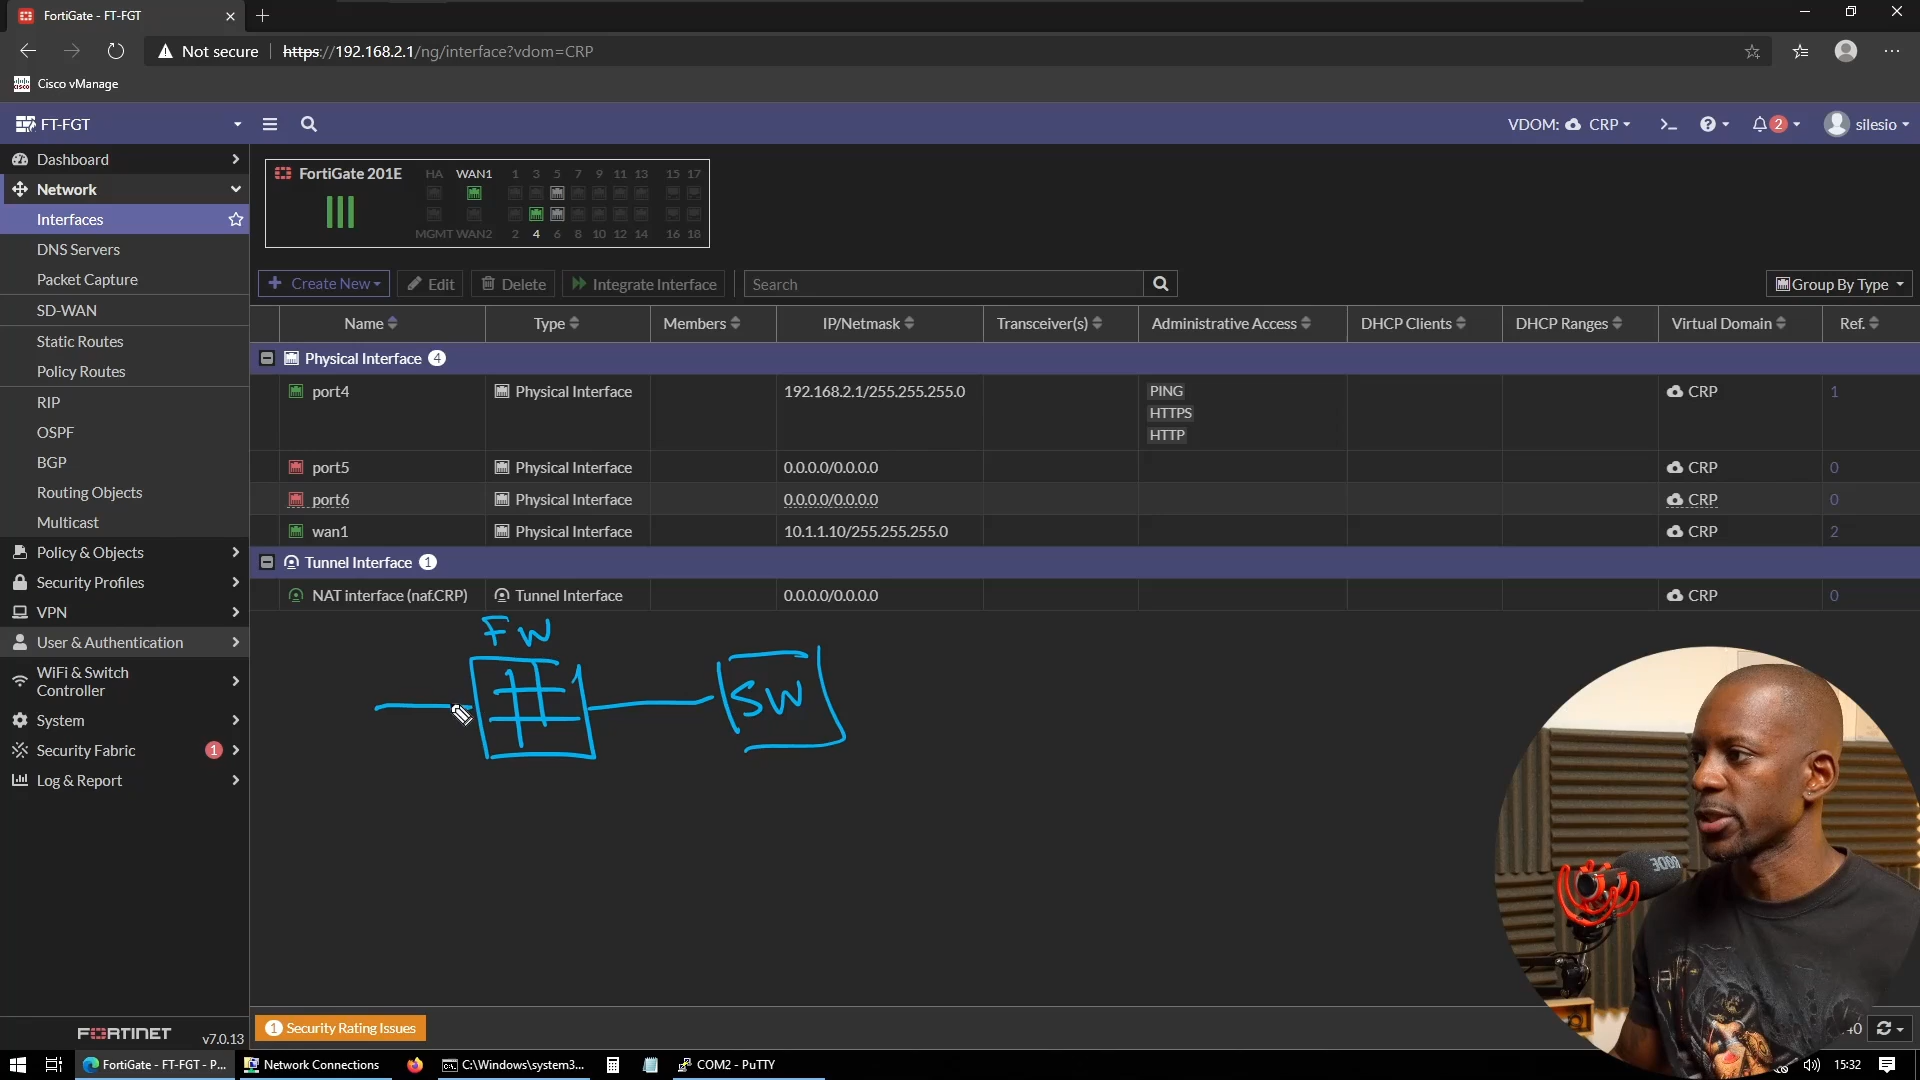 FortiGate - FT-FGT
Not secure https://192.168.2.1/ng/interface?vdom=CRP
cisco Cisco vManage
FT-FGT VDOM: CRP 2 silesio
Dashboard
Network
Interfaces
DNS Servers
Packet Capture
SD-WAN
Static Routes
Policy Routes
RIP
OSPF
BGP
Routing Objects
Multicast
Policy & Objects
Security Profiles
VPN
User & Authentication
WiFi & Switch
Controller
System
Security Fabric 1
Log & Report
FORTINET v7.0.13
FortiGate 201E HA WAN1 1 3 5 7 9 11 13 15 17
MGMT WAN2 2 4 6 8 10 12 14 16 18
Create New Edit Delete Integrate Interface Search Group By Type
Name Type Members IP/Netmask Transceiver(s) Administrative Access DHCP Clients DHCP Ranges Virtual Domain Ref.
Physical Interface 4
port4 Physical Interface 192.168.2.1/255.255.255.0 PING CRP 1
HTTPS
HTTP
port5 Physical Interface 0.0.0.0/0.0.0.0 CRP 0
port6 Physical Interface 0.0.0.0/0.0.0.0 CRP 0
wan1 Physical Interface 10.1.1.10/255.255.255.0 CRP 2
Tunnel Interface 1
NAT interface (naf.CRP) Tunnel Interface 0.0.0.0/0.0.0.0 CRP 0
FW
SW
RODE
1 Security Rating Issues
FortiGate - FT-FGT - P... Network Connections C:\Windows\system3... COM2 - PuTTY 15:32